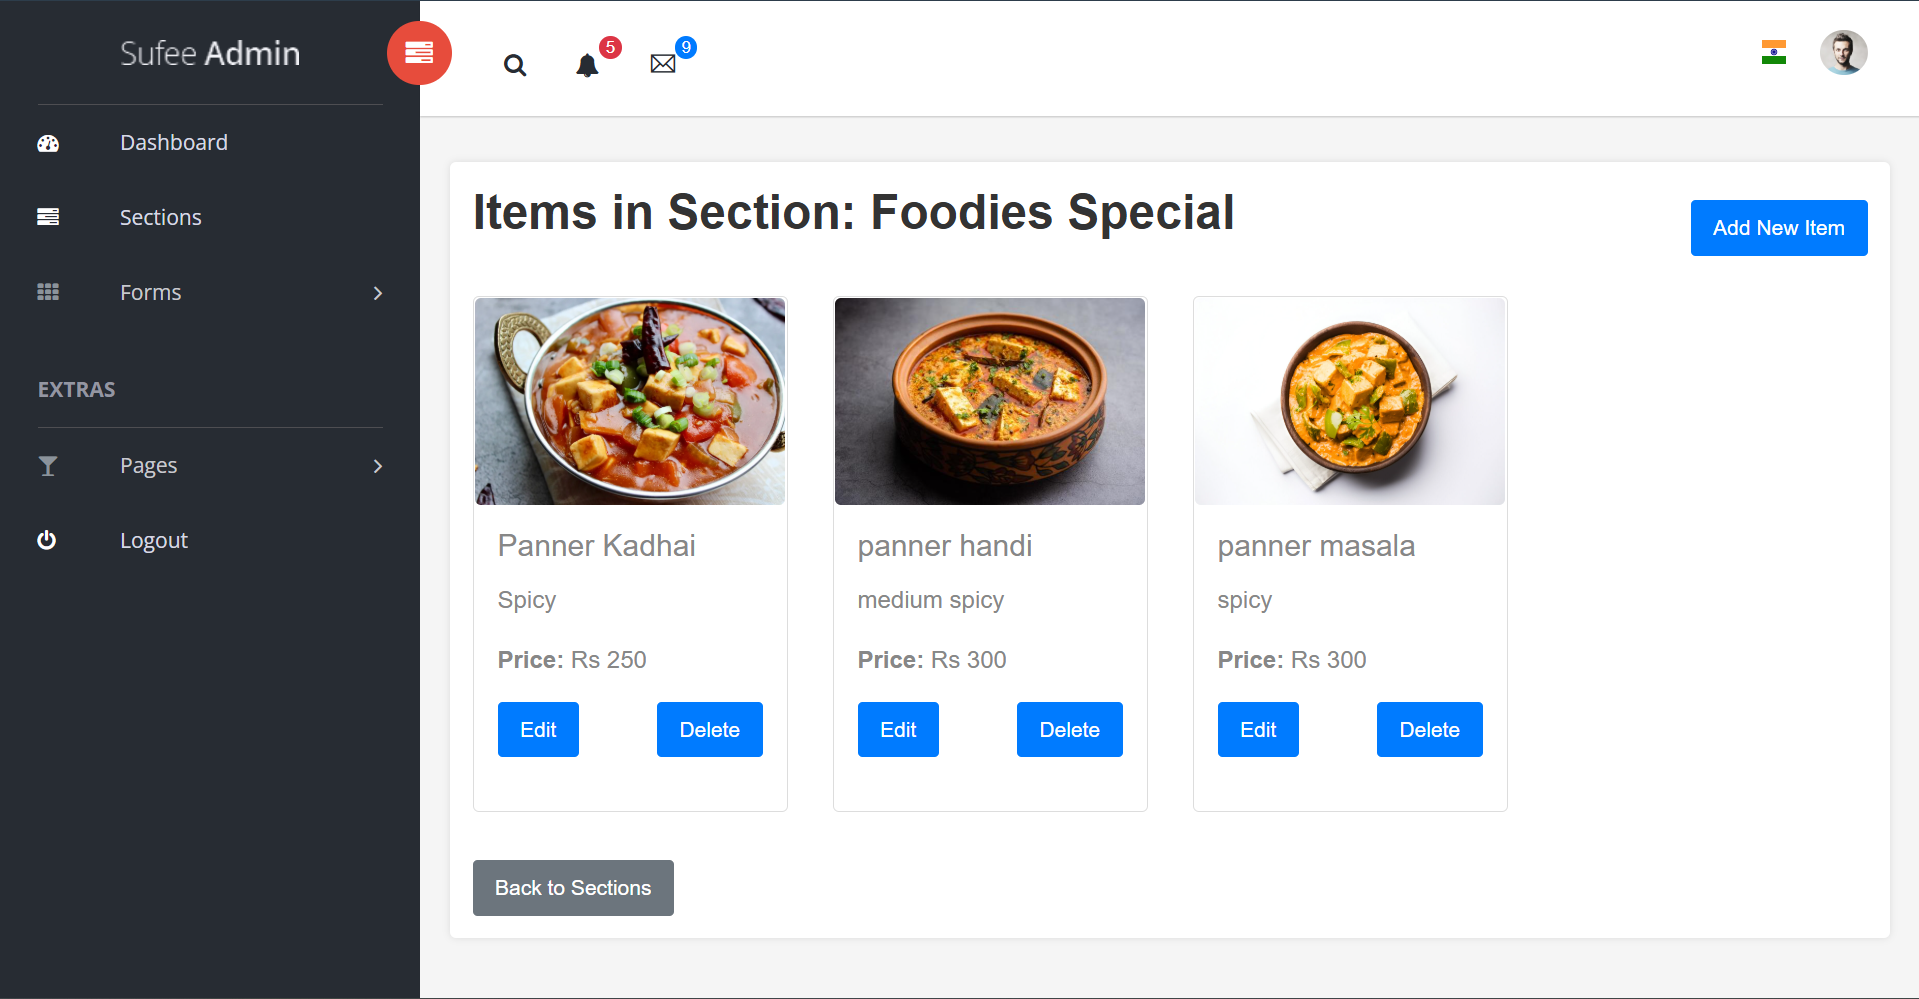 Sufee Admin
5
9
Dashboard
Sections
Forms
EXTRAS
Pages
Logout
Items in Section: Foodies Special
Add New Item
Panner Kadhai
Spicy
Price: Rs 250
Edit
Delete
panner handi
medium spicy
Price: Rs 300
Edit
Delete
panner masala
spicy
Price: Rs 300
Edit
Delete
Back to Sections